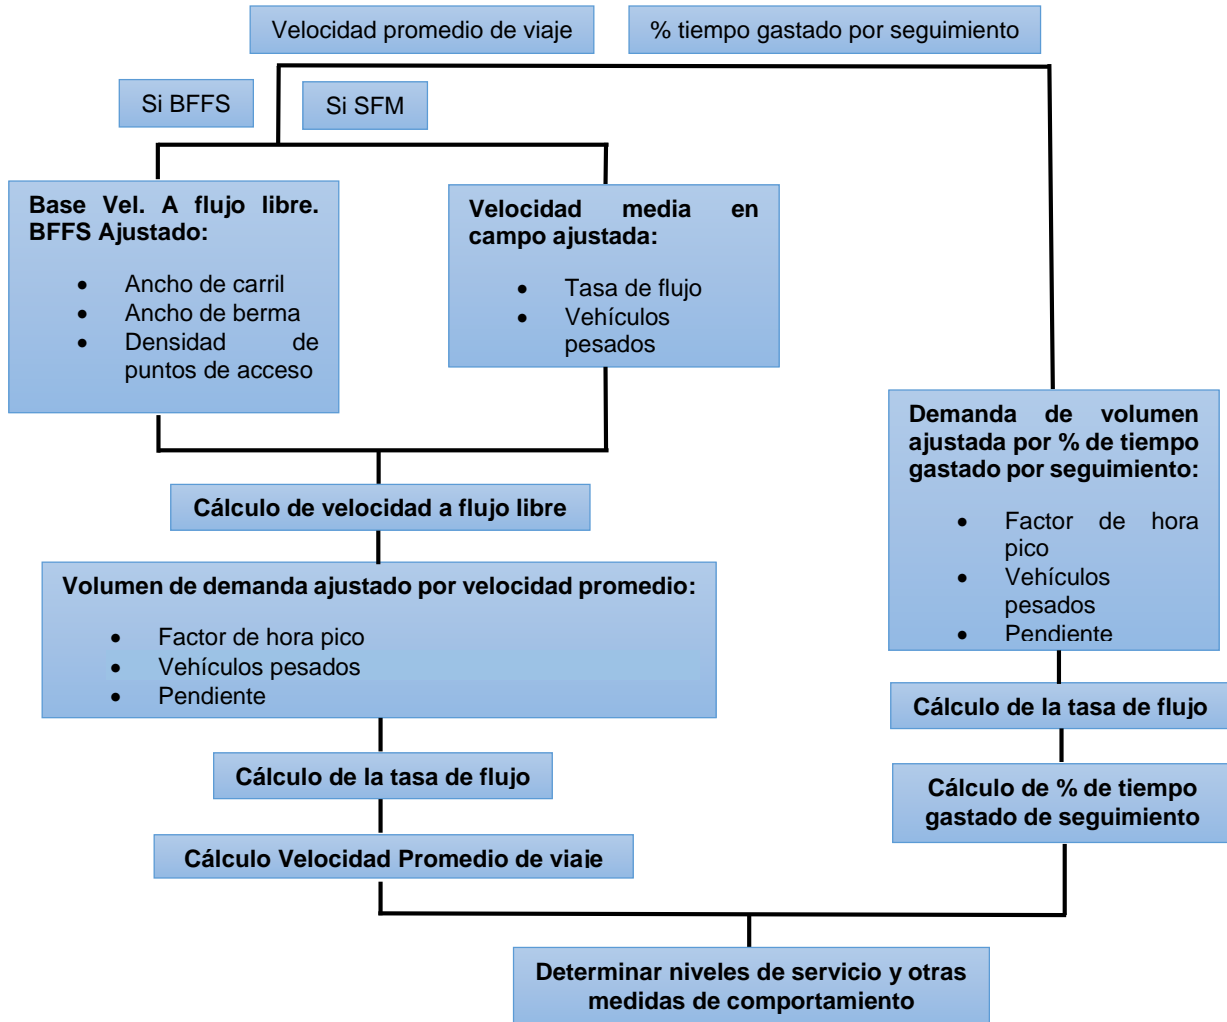 Velocidad promedio de viaje
% tiempo gastado por seguimiento
Si BFFS
Si SFM
Base Vel. A flujo libre.
BFFS Ajustado:
• Ancho de carril
• Ancho de berma
• Densidad de
puntos de acceso
Velocidad media en
campo ajustada:
• Tasa de flujo
• Vehículos
pesados
Demanda de volumen
ajustada por % de tiempo
gastado por seguimiento:
• Factor de hora
pico
• Vehículos
pesados
• Pendiente
Cálculo de velocidad a flujo libre
Volumen de demanda ajustado por velocidad promedio:
• Factor de hora pico
• Vehículos pesados
• Pendiente
Cálculo de la tasa de flujo
Cálculo de la tasa de flujo
Cálculo de % de tiempo
gastado de seguimiento
Cálculo Velocidad Promedio de viaje
Determinar niveles de servicio y otras
medidas de comportamiento